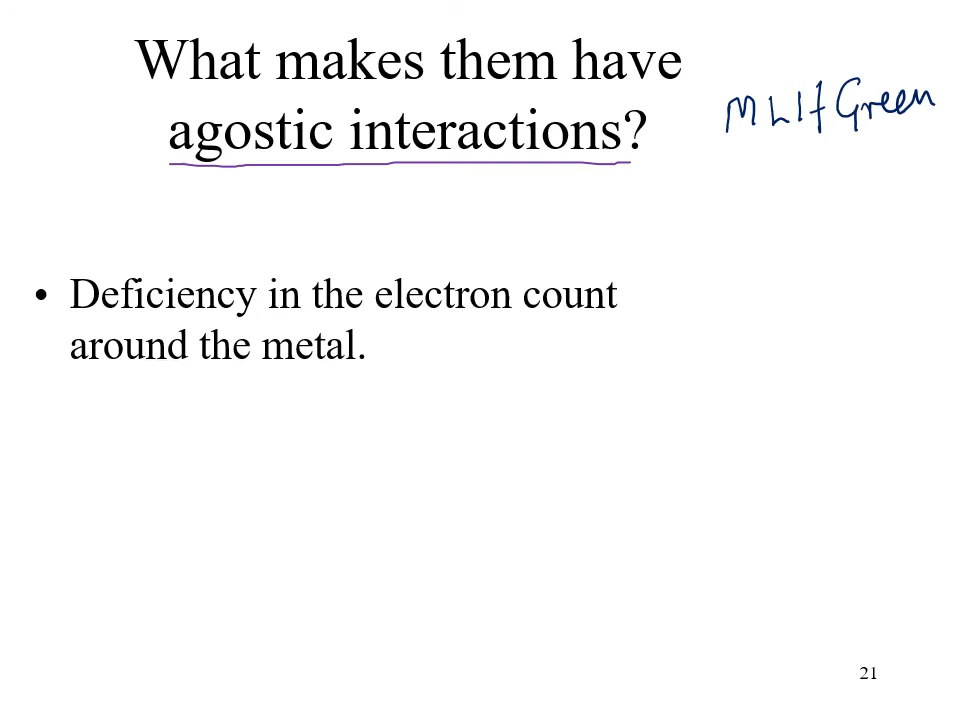 What makes them have
agostic interactions?
MLH Green
• Deficiency in the electron count
around the metal.
21